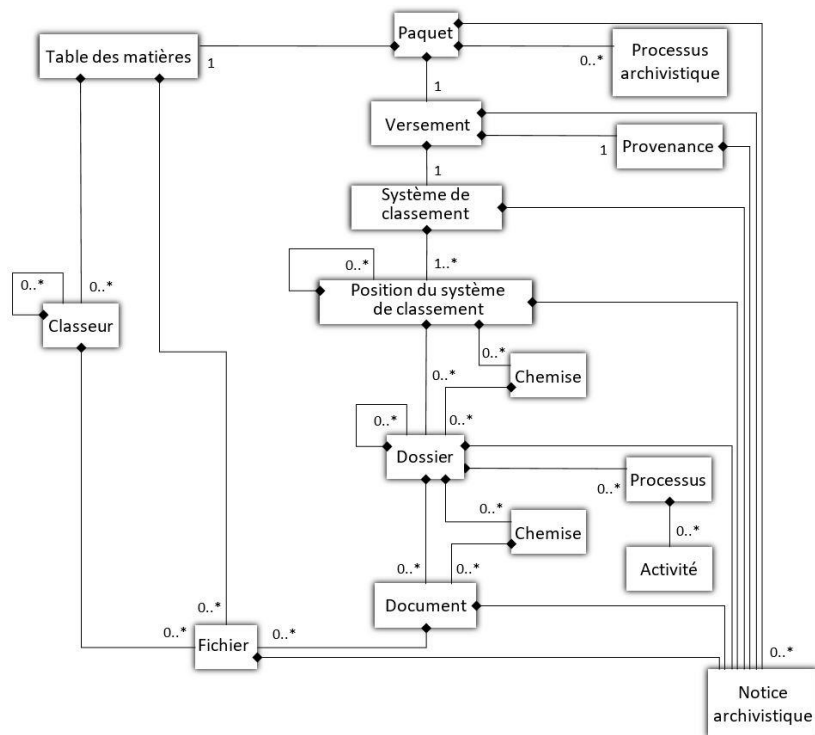 Paquet
Table des matières
1
0..*
Processus
archivistique
1
Versement
1
Provenance
1
Système de
classement
0..*
1..*
0..*
0..*
Position du système
de classement
Classeur
0..*
Chemise
0..*
0..*
0..*
Dossier
Processus
0..*
0..*
Chemise
0..*
0..*
0..*
Activité
Document
0..*
0..*
0..*
Fichier
0..*
Notice
archivistique